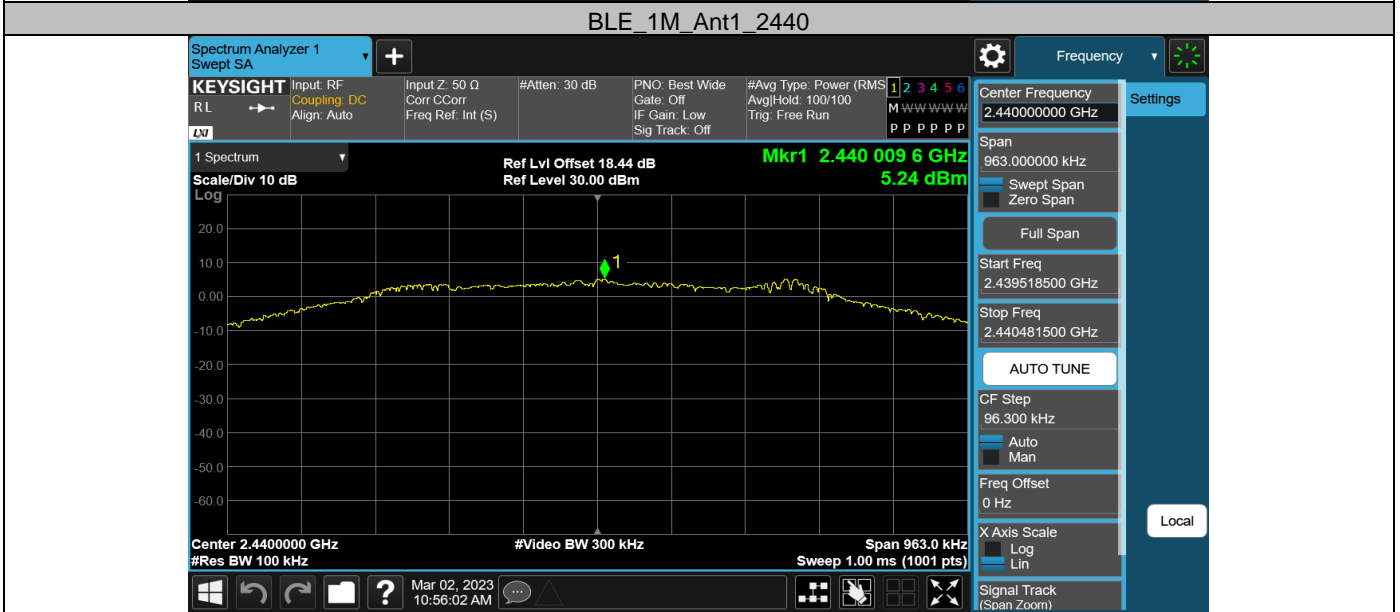 BLE_1M_Ant1_2440
Spectrum Analyzer 1
Swept SA
Frequency
KEYSIGHT
R L
LXI
Input: RF
Coupling: DC
Align: Auto
Input Z: 50 Ω
Corr CCorr
Freq Ref: Int (S)
#Atten: 30 dB
PNO: Best Wide
Gate: Off
IF Gain: Low
Sig Track: Off
#Avg Type: Power (RMS
Avg|Hold: 100/100
Trig: Free Run
1 2 3 4 5 6
M W W W W W
P P P P P P
1 Spectrum
Scale/Div 10 dB
Ref Lvl Offset 18.44 dB
Ref Level 30.00 dBm
Mkr1 2.440 009 6 GHz
5.24 dBm
Log
20.0
10.0
0.00
-10.0
-20.0
-30.0
-40.0
-50.0
-60.0
1
Center 2.4400000 GHz
#Res BW 100 kHz
#Video BW 300 kHz
Span 963.0 kHz
Sweep 1.00 ms (1001 pts)
Center Frequency
2.440000000 GHz
Settings
Span
963.000000 kHz
Swept Span
Zero Span
Full Span
Start Freq
2.439518500 GHz
Stop Freq
2.440481500 GHz
AUTO TUNE
CF Step
96.300 kHz
Auto
Man
Freq Offset
0 Hz
X Axis Scale
Log
Lin
Local
Signal Track
(Span Zoom)
?
Mar 02, 2023
10:56:02 AM